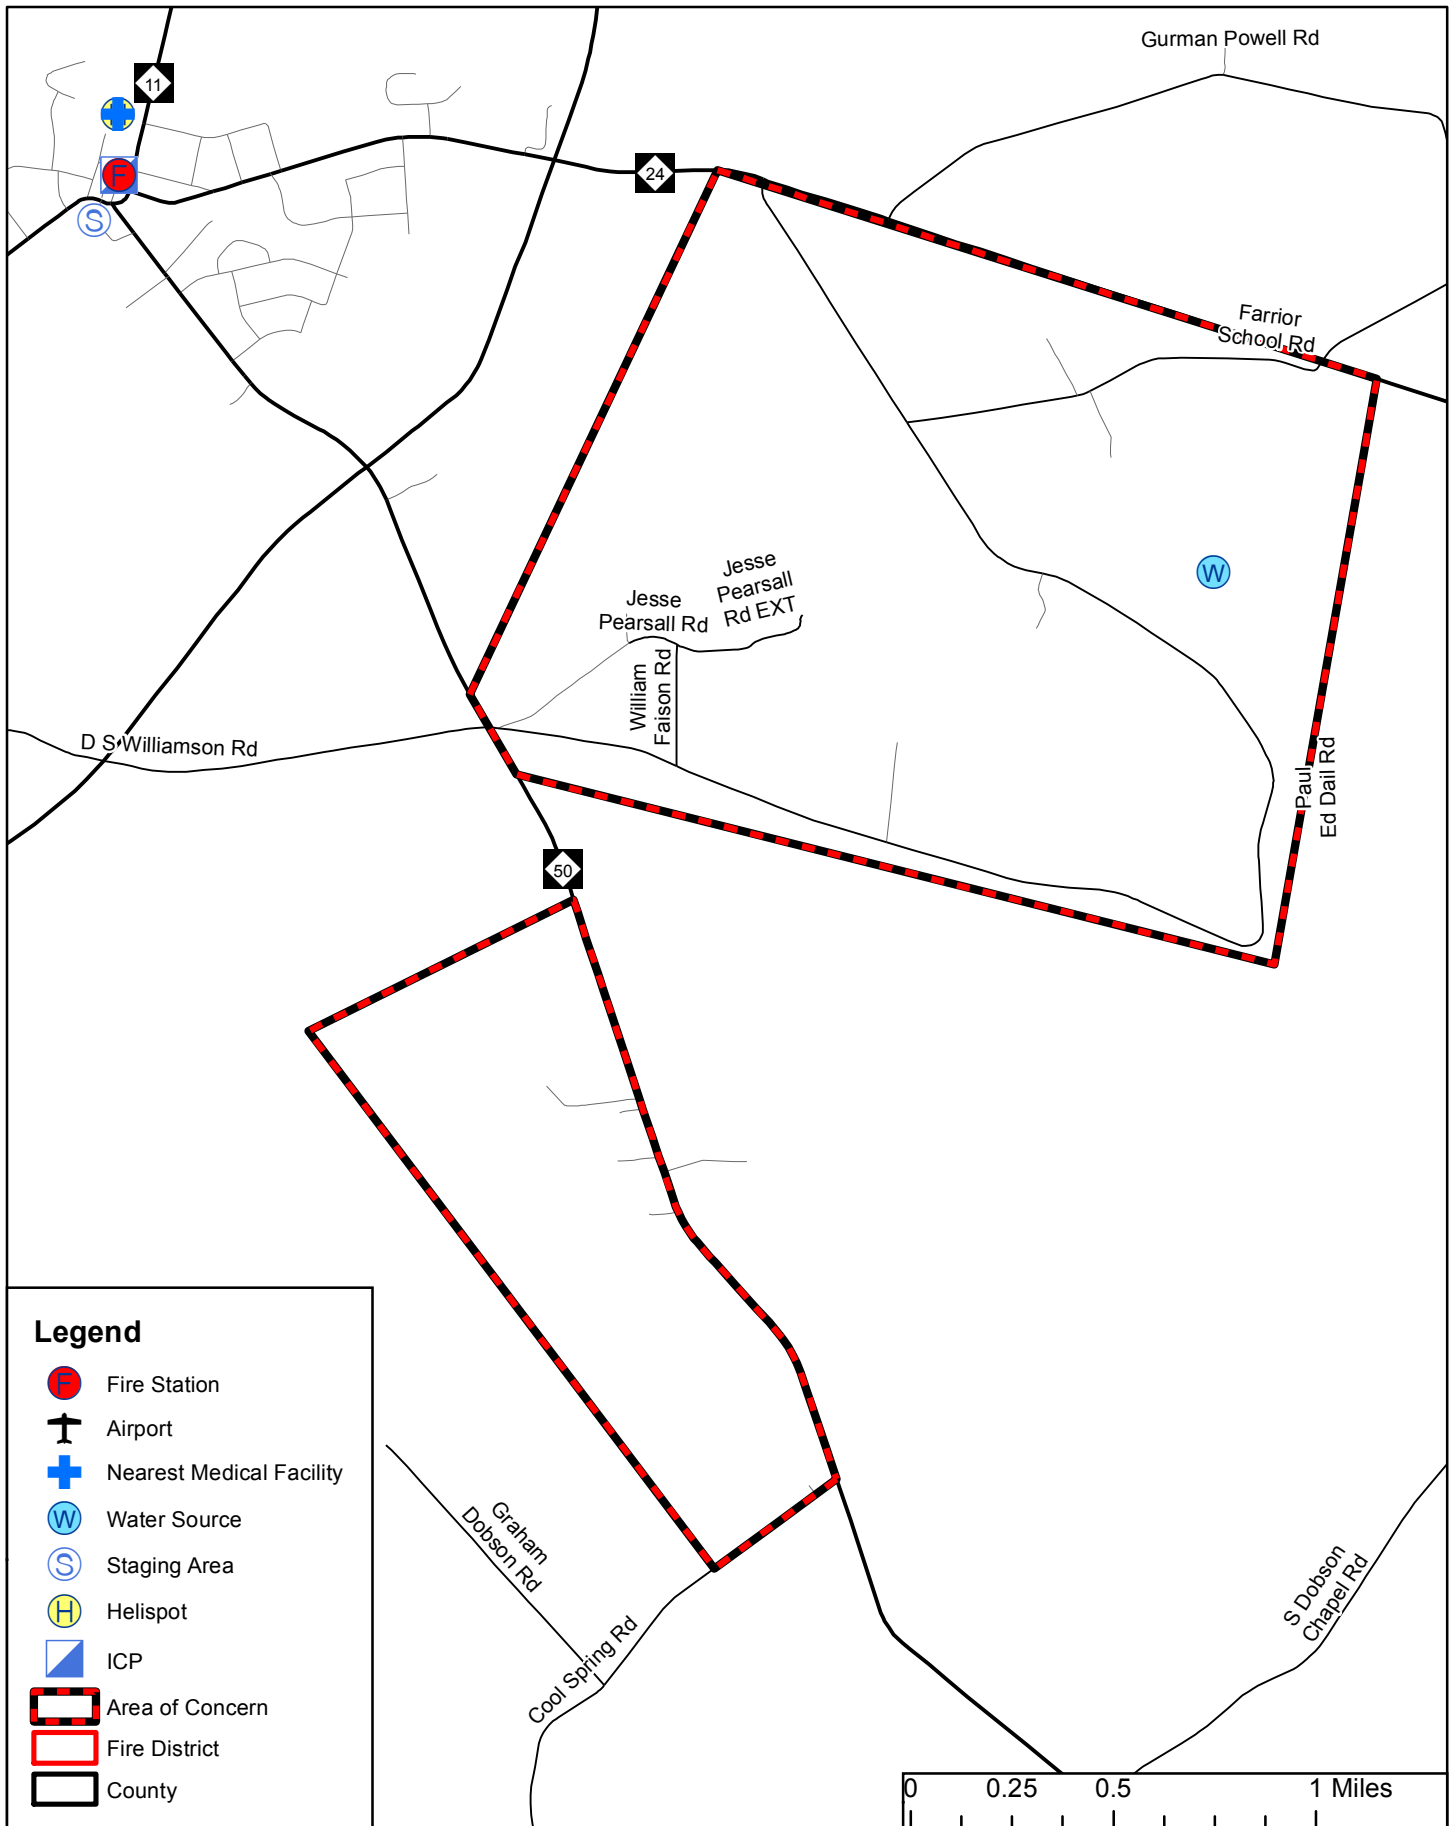 Gurman Powell Rd
11
24
F
S
Farrior
School Rd
W
Jesse
Pearsall
Rd EXT
Jesse
Pearsall Rd
William
Faison Rd
D S Williamson Rd
Paul
Ed Dail Rd
50
Graham
Dobson Rd
Cool Spring Rd
S Dobson
Chapel Rd
Legend
F Fire Station
Airport
Nearest Medical Facility
W Water Source
S Staging Area
H Helispot
ICP
Area of Concern
Fire District
County
0 0.25 0.5 1 Miles